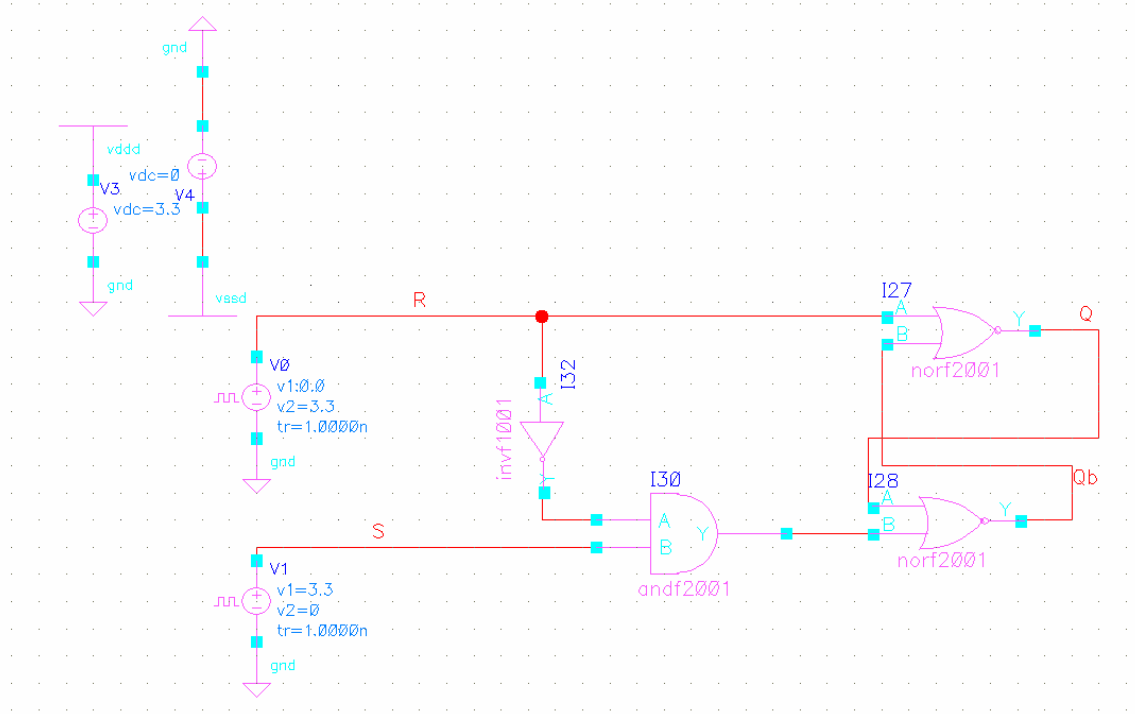 gnd
vddd
vdc=0
V3
V4
vdc=3.3
gnd
vssd
R
I27
A
Y
Q
B
norf2001
V0
v1:0.0
v2=3.3
tr=1.0000n
gnd
I32
A
invf1001
Y
I30
A
Y
B
andf2001
I28
A
Y
Qb
B
norf2001
S
V1
v1=3.3
v2=0
tr=1.0000n
gnd